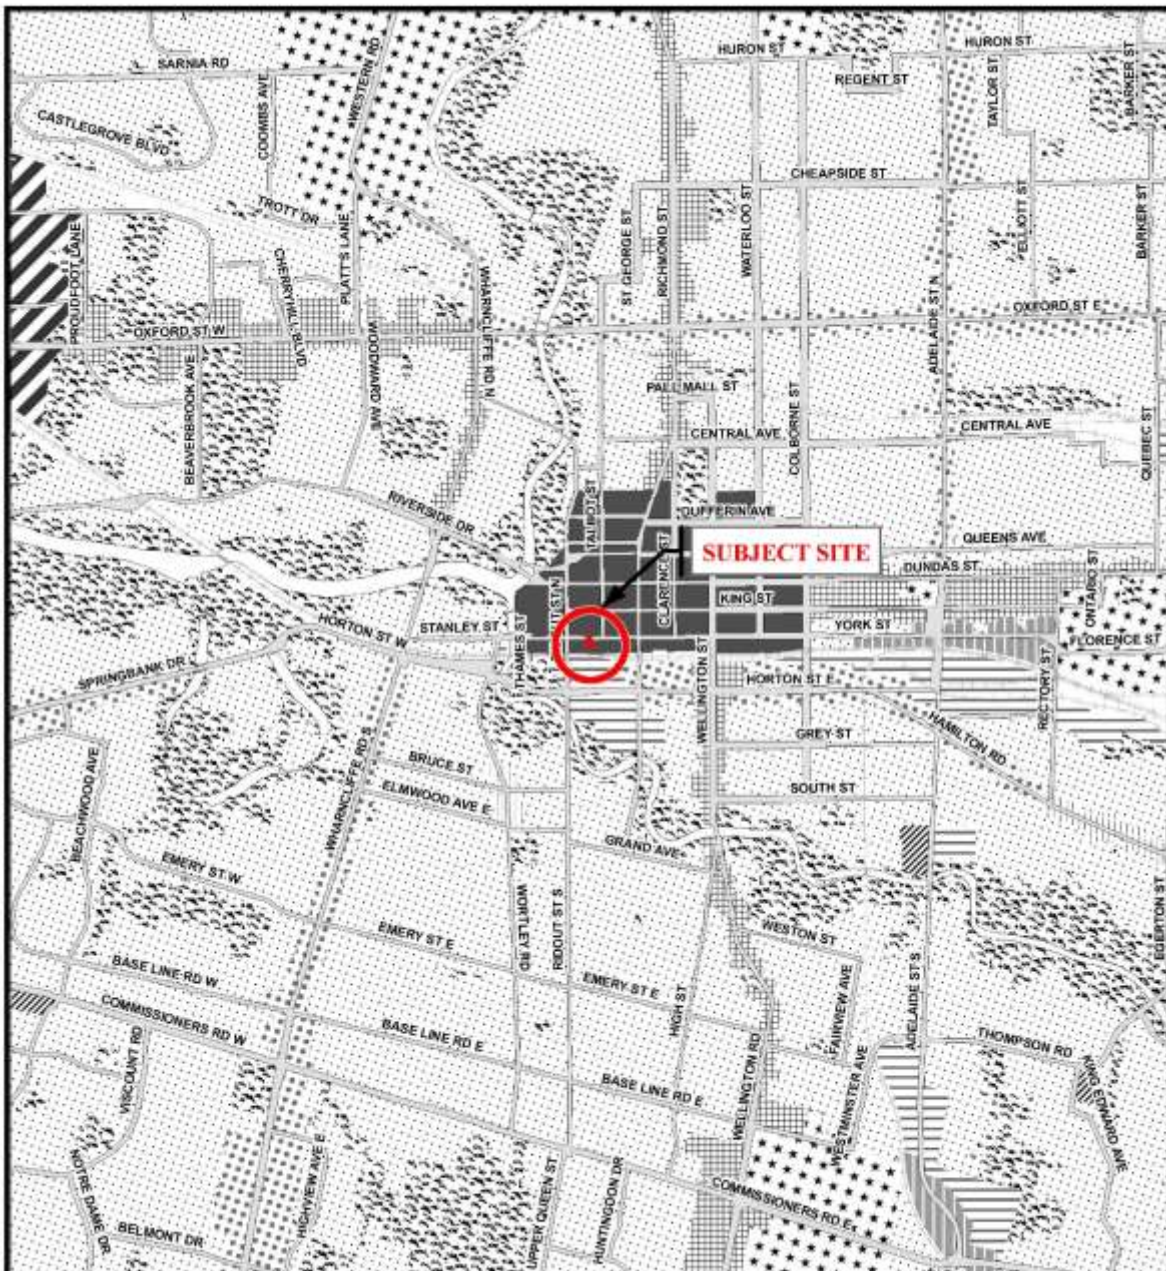 HURON ST
HURON ST
SARNIA RD
WESTERN RD
REGENT ST
TAYLOR ST
BARKER ST
COOMBS AVE
CASTLEGROVE BLVD
CHEAPSIDE ST
TROTT DR
PLATT'S LANE
ST GEORGE ST
RICHMOND ST
WATERLOO ST
ELLIOTT ST
BARKER ST
PROUDFOOT LANE
CHERRYHILL BLVD
WHARNCLIFFE RD N
ADELAIDE ST N
OXFORD ST E
OXFORD ST W
WOODWARD AVE
BEAVERBROOK AVE
PALL MALL ST
COLBORNE ST
CENTRAL AVE
CENTRAL AVE
QUEBEC ST
RIVERSIDE DR
TALBOT ST
DUFFERIN AVE
QUEENS AVE
CLARENCE ST
SUBJECT SITE
DUNDAS ST
KING ST
ONTARIO ST
STANLEY ST
YORK ST
FLORENCE ST
HORTON ST W
THAMES ST
SPRINGBANK DR
WELLINGTON ST
HORTON ST E
RECTORY ST
HAMILTON RD
GREY ST
BRUCE ST
WHARNCLIFFE RD S
ELMWOOD AVE E
SOUTH ST
BEACHWOOD AVE
GRAND AVE
EMERY ST W
WORTLEY RD
RIDOUT ST S
EGERTON ST
EMERY ST E
WESTON ST
BASE LINE RD W
EMERY ST E
HIGH ST
FAIRVIEW AVE
ADELAIDE ST S
COMMISSIONERS RD W
BASE LINE RD E
THOMPSON RD
VISCOUNT RD
BASE LINE RD E
WELLINGTON RD
WESTMINSTER AVE
KING EDWARD AVE
NOTRE DAME DR
HIGHVIEW AVE E
UPPER QUEEN ST
HUNTINGDON DR
COMMISSIONERS RD E
BELMONT DR